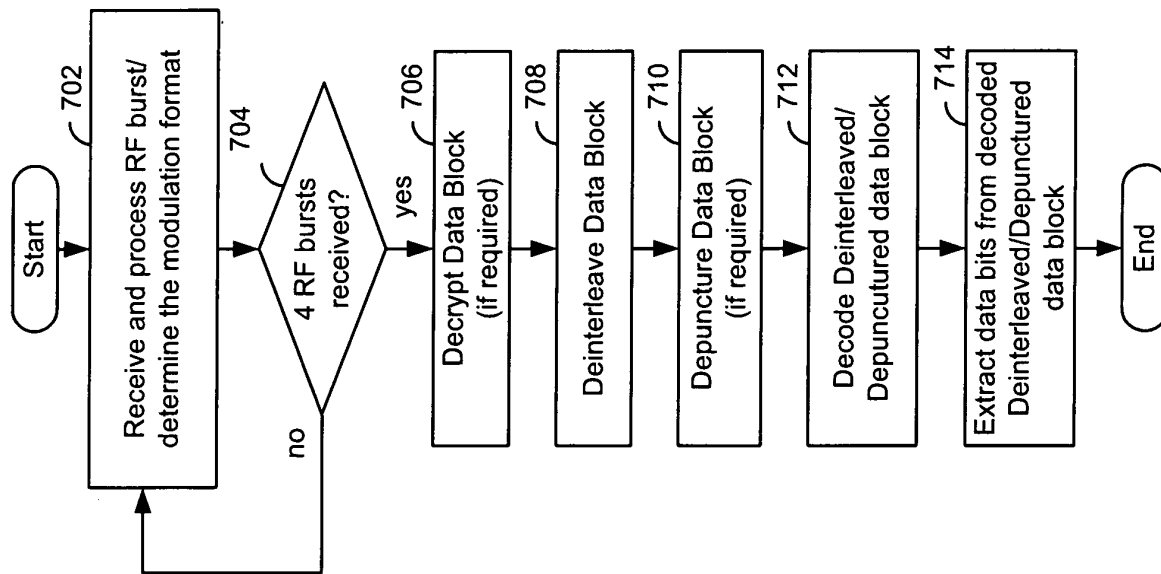 Start
702
Receive and process RF burst/
determine the modulation format
704
4 RF bursts
received?
no
yes
706
Decrypt Data Block
(if required)
708
Deinterleave Data Block
710
Depuncture Data Block
(if required)
712
Decode Deinterleaved/
Depuncutured data block
714
Extract data bits from decoded
Deinterleaved/Depunctured
data block
End